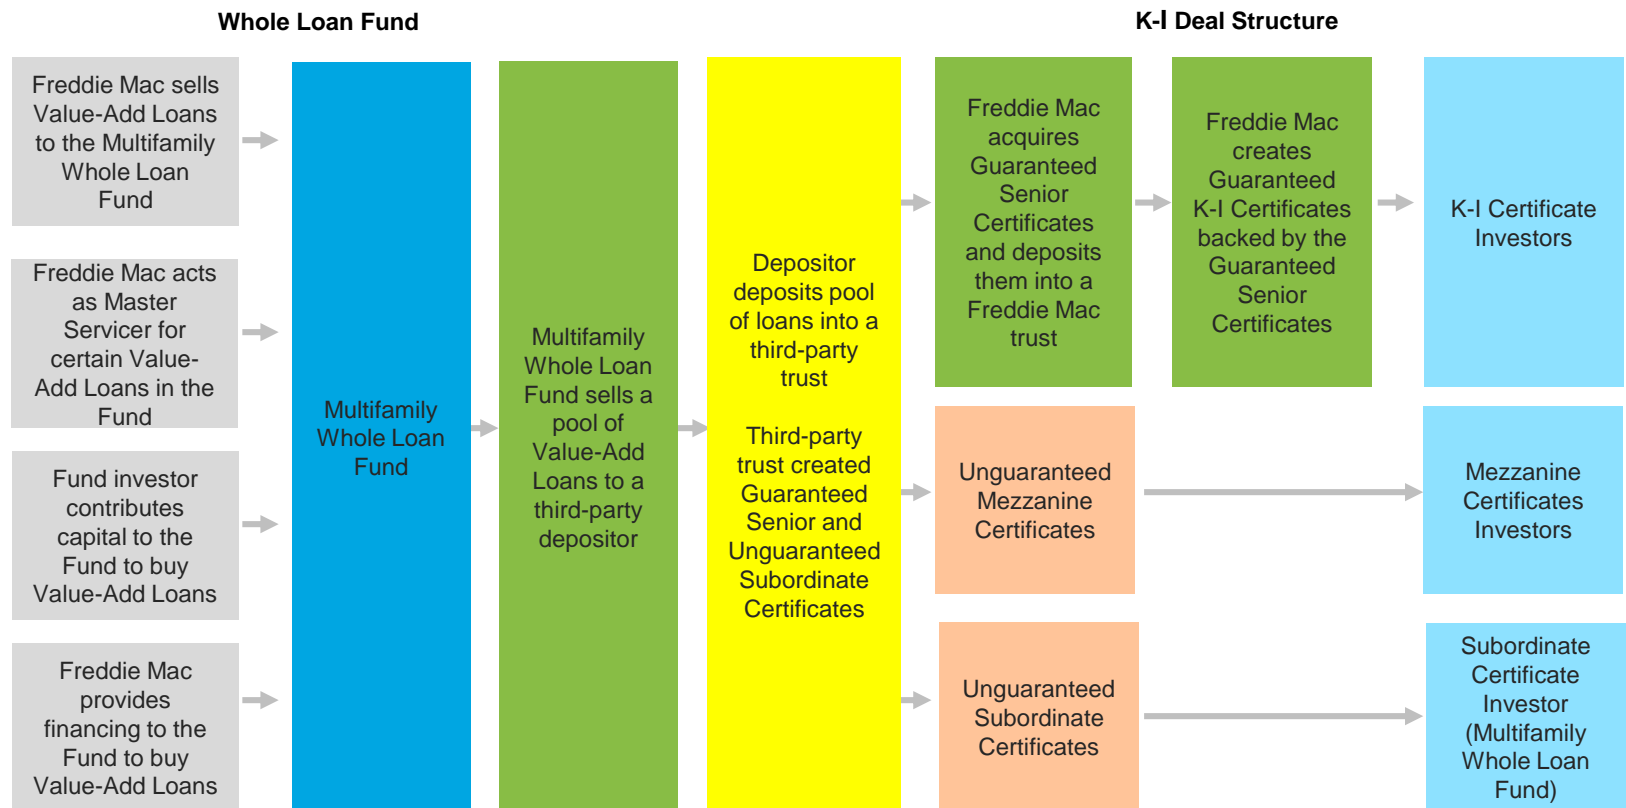 Whole Loan Fund
K-I Deal Structure
Freddie Mac sells
Value-Add Loans
to the Multifamily
Whole Loan
Fund
Freddie Mac acts
as Master
Servicer for
certain Value-
Add Loans in the
Fund
Fund investor
contributes
capital to the
Fund to buy
Value-Add Loans
Freddie Mac
provides
financing to the
Fund to buy
Value-Add Loans
Multifamily
Whole Loan
Fund
Multifamily
Whole Loan
Fund sells a
pool of
Value-Add
Loans to a
third-party
depositor
Depositor
deposits pool
of loans into a
third-party
trust
Third-party
trust created
Guaranteed
Senior and
Unguaranteed
Subordinate
Certificates
Freddie Mac
acquires
Guaranteed
Senior
Certificates
and deposits
them into a
Freddie Mac
trust
Freddie Mac
creates
Guaranteed
K-I Certificates
backed by the
Guaranteed
Senior
Certificates
K-I Certificate
Investors
Unguaranteed
Mezzanine
Certificates
Mezzanine
Certificates
Investors
Unguaranteed
Subordinate
Certificates
Subordinate
Certificate
Investor
(Multifamily
Whole Loan
Fund)